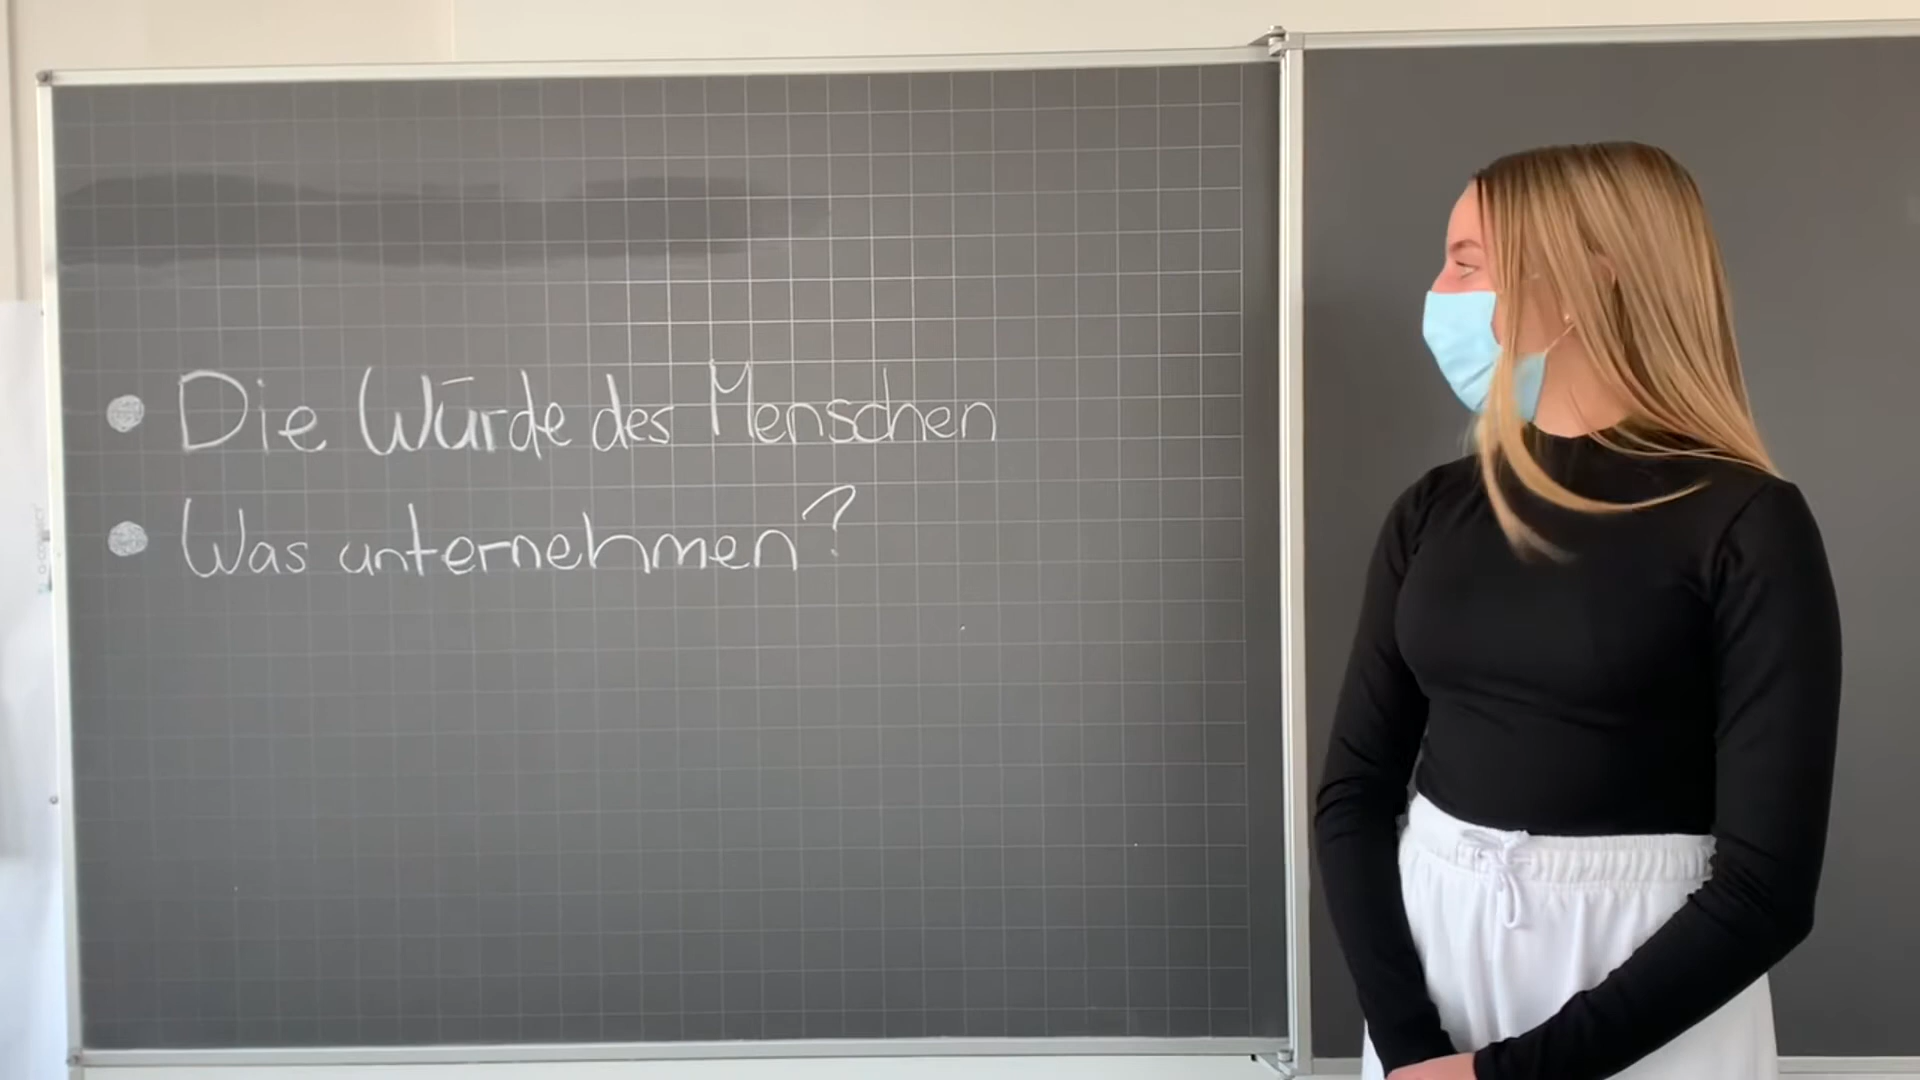 • Die Würde des Menschen
• Was unternehmen?